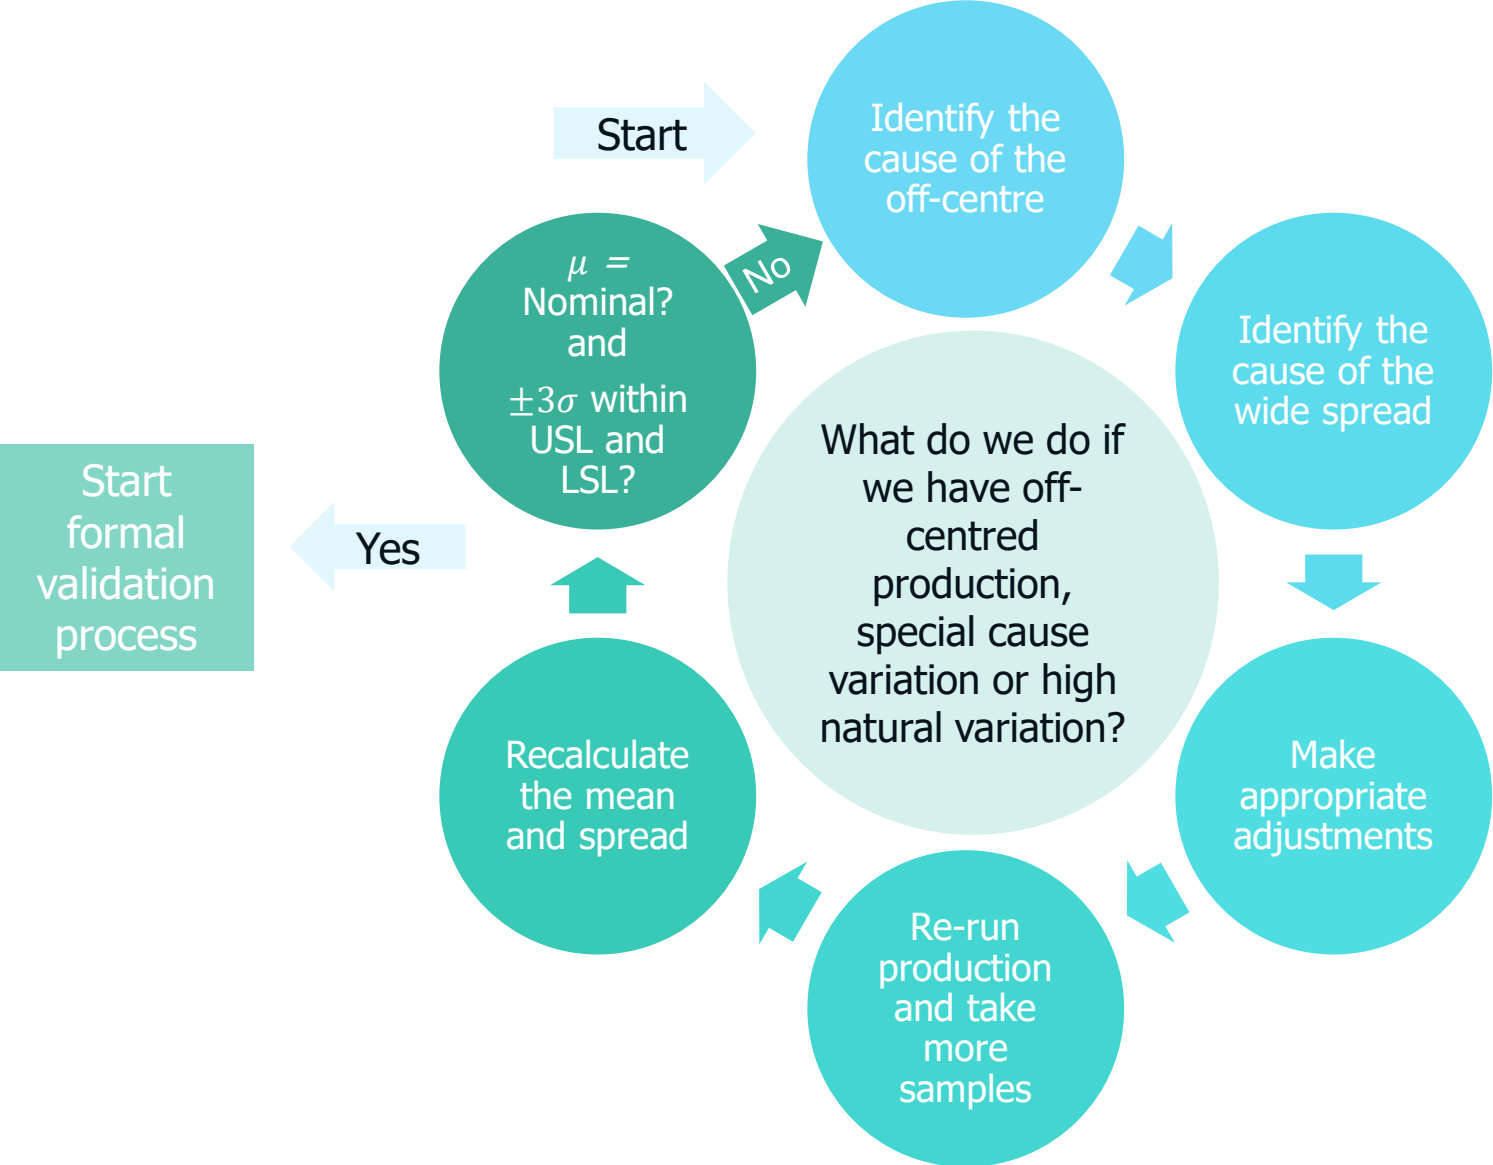 Start
Identify the
cause of the
off-centre
Identify the
cause of the
wide spread
Make
appropriate
adjustments
Re-run
production
and take
more
samples
Recalculate
the mean
and spread
μ =
Nominal?
and
±3σ within
USL and
LSL?
No
Yes
Start
formal
validation
process
What do we do if
we have off-
centred
production,
special cause
variation or high
natural variation?